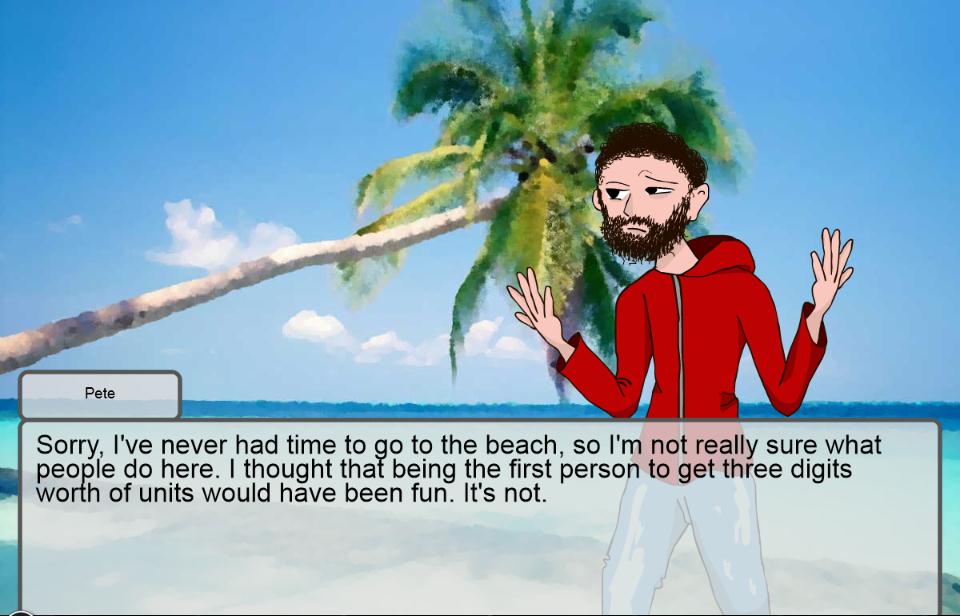 Pete
Sorry, I've never had time to go to the beach, so I'm not really sure what
people do here. I thought that being the first person to get three digits
worth of units would have been fun. It's not.